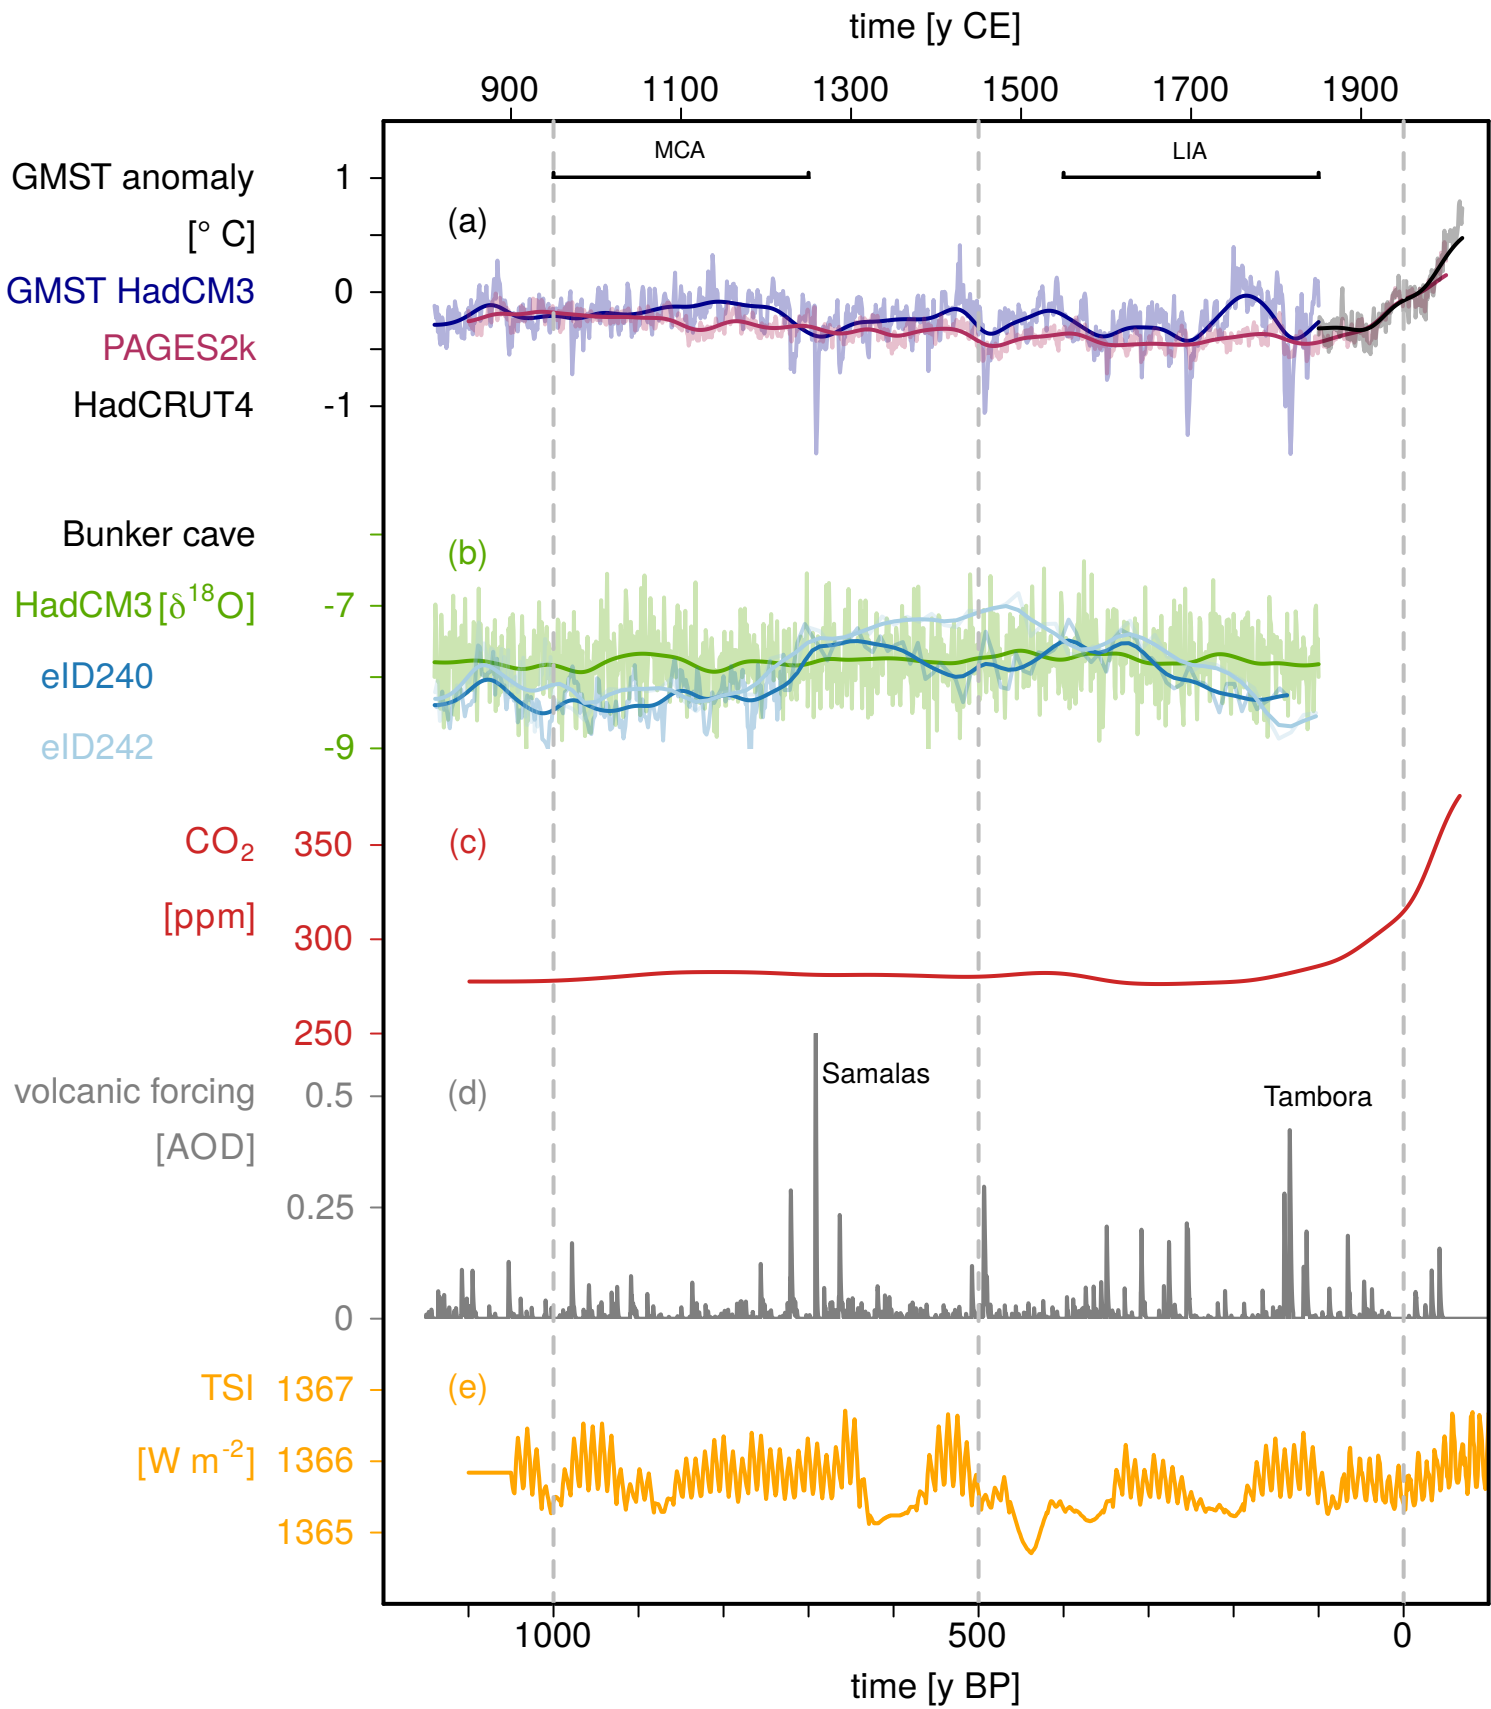 time [y CE]
900 1100 1300 1500 1700 1900
MCA LIA
GMST anomaly 1
(a)
[° C]
GMST HadCM3 0
PAGES2k
HadCRUT4 -1
Bunker cave
(b)
HadCM3 [δ¹⁸O] -7
eID240
eID242 -9
CO₂ 350 (c)
[ppm]
300
250
Samalas
volcanic forcing 0.5 (d) Tambora
[AOD]
0.25
0
TSI 1367 (e)
[W m⁻²] 1366
1365
1000 500 0
time [y BP]